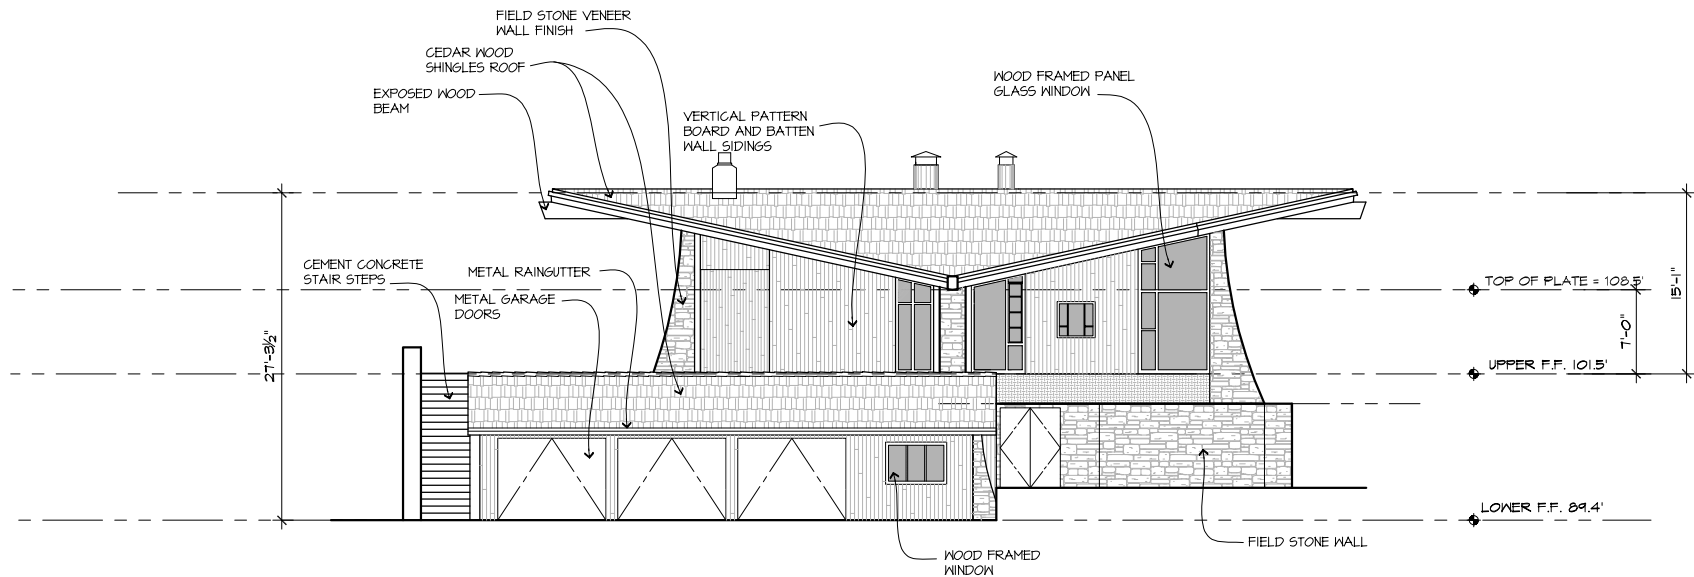 FIELD STONE VENEER
WALL FINISH
CEDAR WOOD
SHINGLES ROOF
EXPOSED WOOD
BEAM
WOOD FRAMED PANEL
GLASS WINDOW
VERTICAL PATTERN
BOARD AND BATTEN
WALL SIDINGS
CEMENT CONCRETE
STAIR STEPS
METAL RAINGUTTER
METAL GARAGE
DOORS
TOP OF PLATE = 108.5'
15'-1"
7'-0"
27'-3½"
UPPER F.F. 101.5'
LOWER F.F. 89.4'
FIELD STONE WALL
WOOD FRAMED
WINDOW